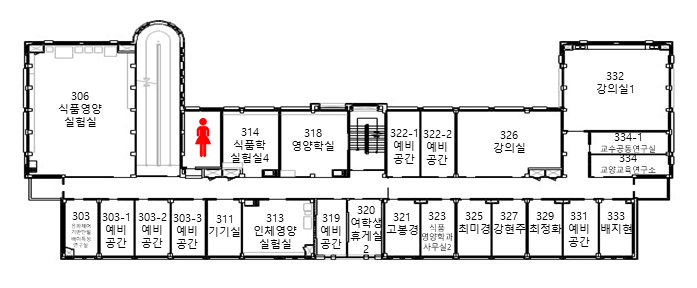 306
식품영양
실험실
314
식품학
실험실4
318
영양학실
322-1
예비
공간
322-2
예비
공간
326
강의실
332
강의실1
334-1
교수공동연구실
334
교양교육연구소
303
303-1
예비
공간
303-2
예비
공간
303-3
예비
공간
311
기기실
313
인체영양
실험실
319
예비
공간
320
여학생
휴게실
2
321
고봉경
323
식품
영양학과
사무실2
325
최미경
327
강현주
329
최정화
331
예비
공간
333
배지현